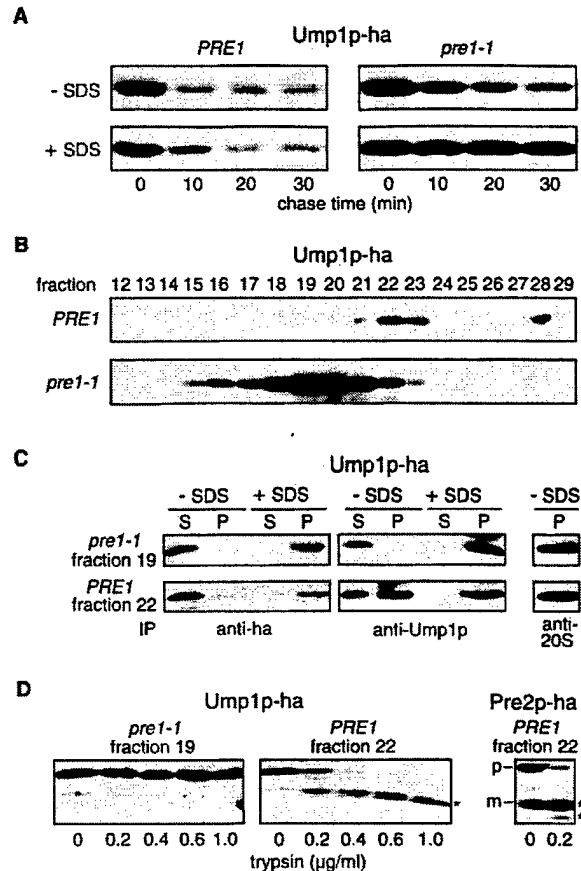 A
Ump1p-ha
PRE1 pre1-1
- SDS
+ SDS
0 10 20 30 0 10 20 30
chase time (min)
B
Ump1p-ha
fraction 12 13 14 15 16 17 18 19 20 21 22 23 24 25 26 27 28 29
PRE1
pre1-1
C
Ump1p-ha
- SDS + SDS - SDS + SDS - SDS
S P S P S P S P P
pre1-1
fraction 19
PRE1
fraction 22
IP anti-ha anti-Ump1p anti-
20S
D
Ump1p-ha Pre2p-ha
pre1-1 PRE1 PRE1
fraction 19 fraction 22 fraction 22
p
m
*
0 0.2 0.4 0.6 1.0 0 0.2 0.4 0.6 1.0 0 0.2
trypsin (μg/ml)